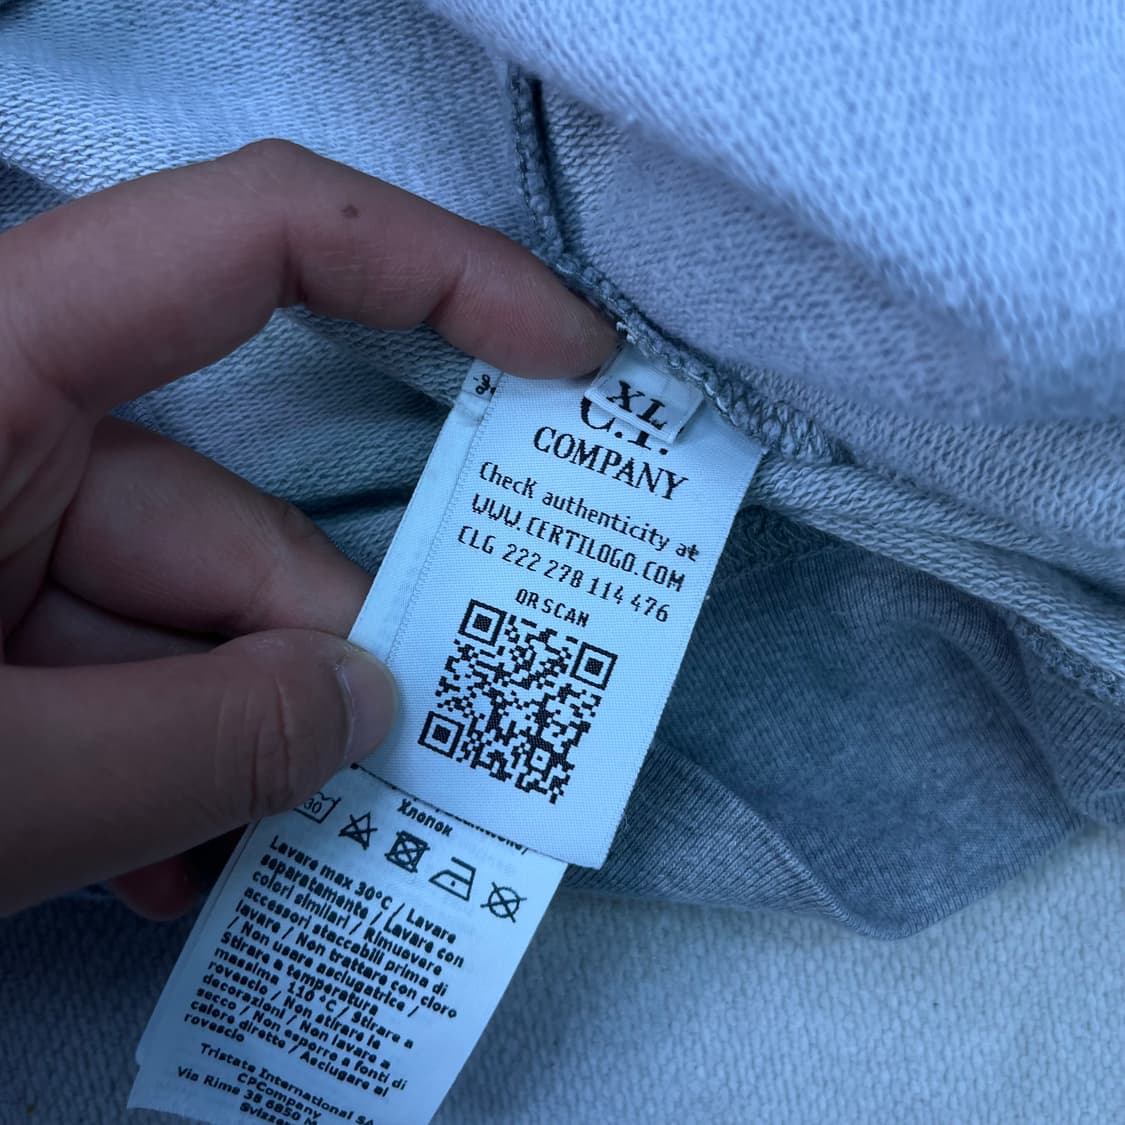 XL
COMPANY
Check authenticity at
WWW.CERTILOGO.COM
CLG 222 278 114 476
QR SCAN
Хлопок
30
Lavare max 30°C / Lavare
separatamente / Lavare con
colori similari / Rimuovere
accessori staccabili prima di
lavare / Non trattare con cloro
/ Non usare asciugatrice /
Stirare a temperatura
massima 110 °C / Stirare a
rovescio / Non stirare le
decorazioni / Non lavare a
secco / Non esporre a fonti di
calore dirette / Asciugare al
rovescio
Tristate International SA
CPCompany
Via Rime 38 6850 M